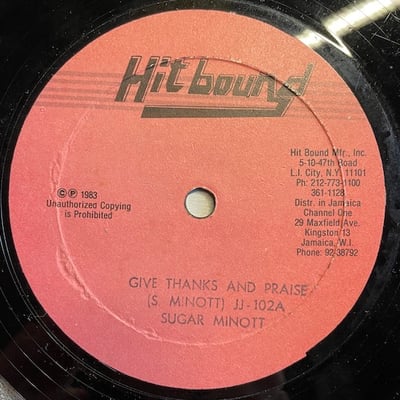 Hit bound
Hit Bound Mfr., Inc.
5-10-47th Road
L.I. City, N.Y. 11101
Ph: 212-773-1100
361-1128
Distr. in Jamaica
Channel One
29 Maxfield Ave.
Kingston 13
Jamaica, W.I.
Phone: 92-38792
© ℗ 1983
Unauthorized Copying
is Prohibited
GIVE THANKS AND PRAISE
(S. MINOTT) JJ-102A
SUGAR MINOTT